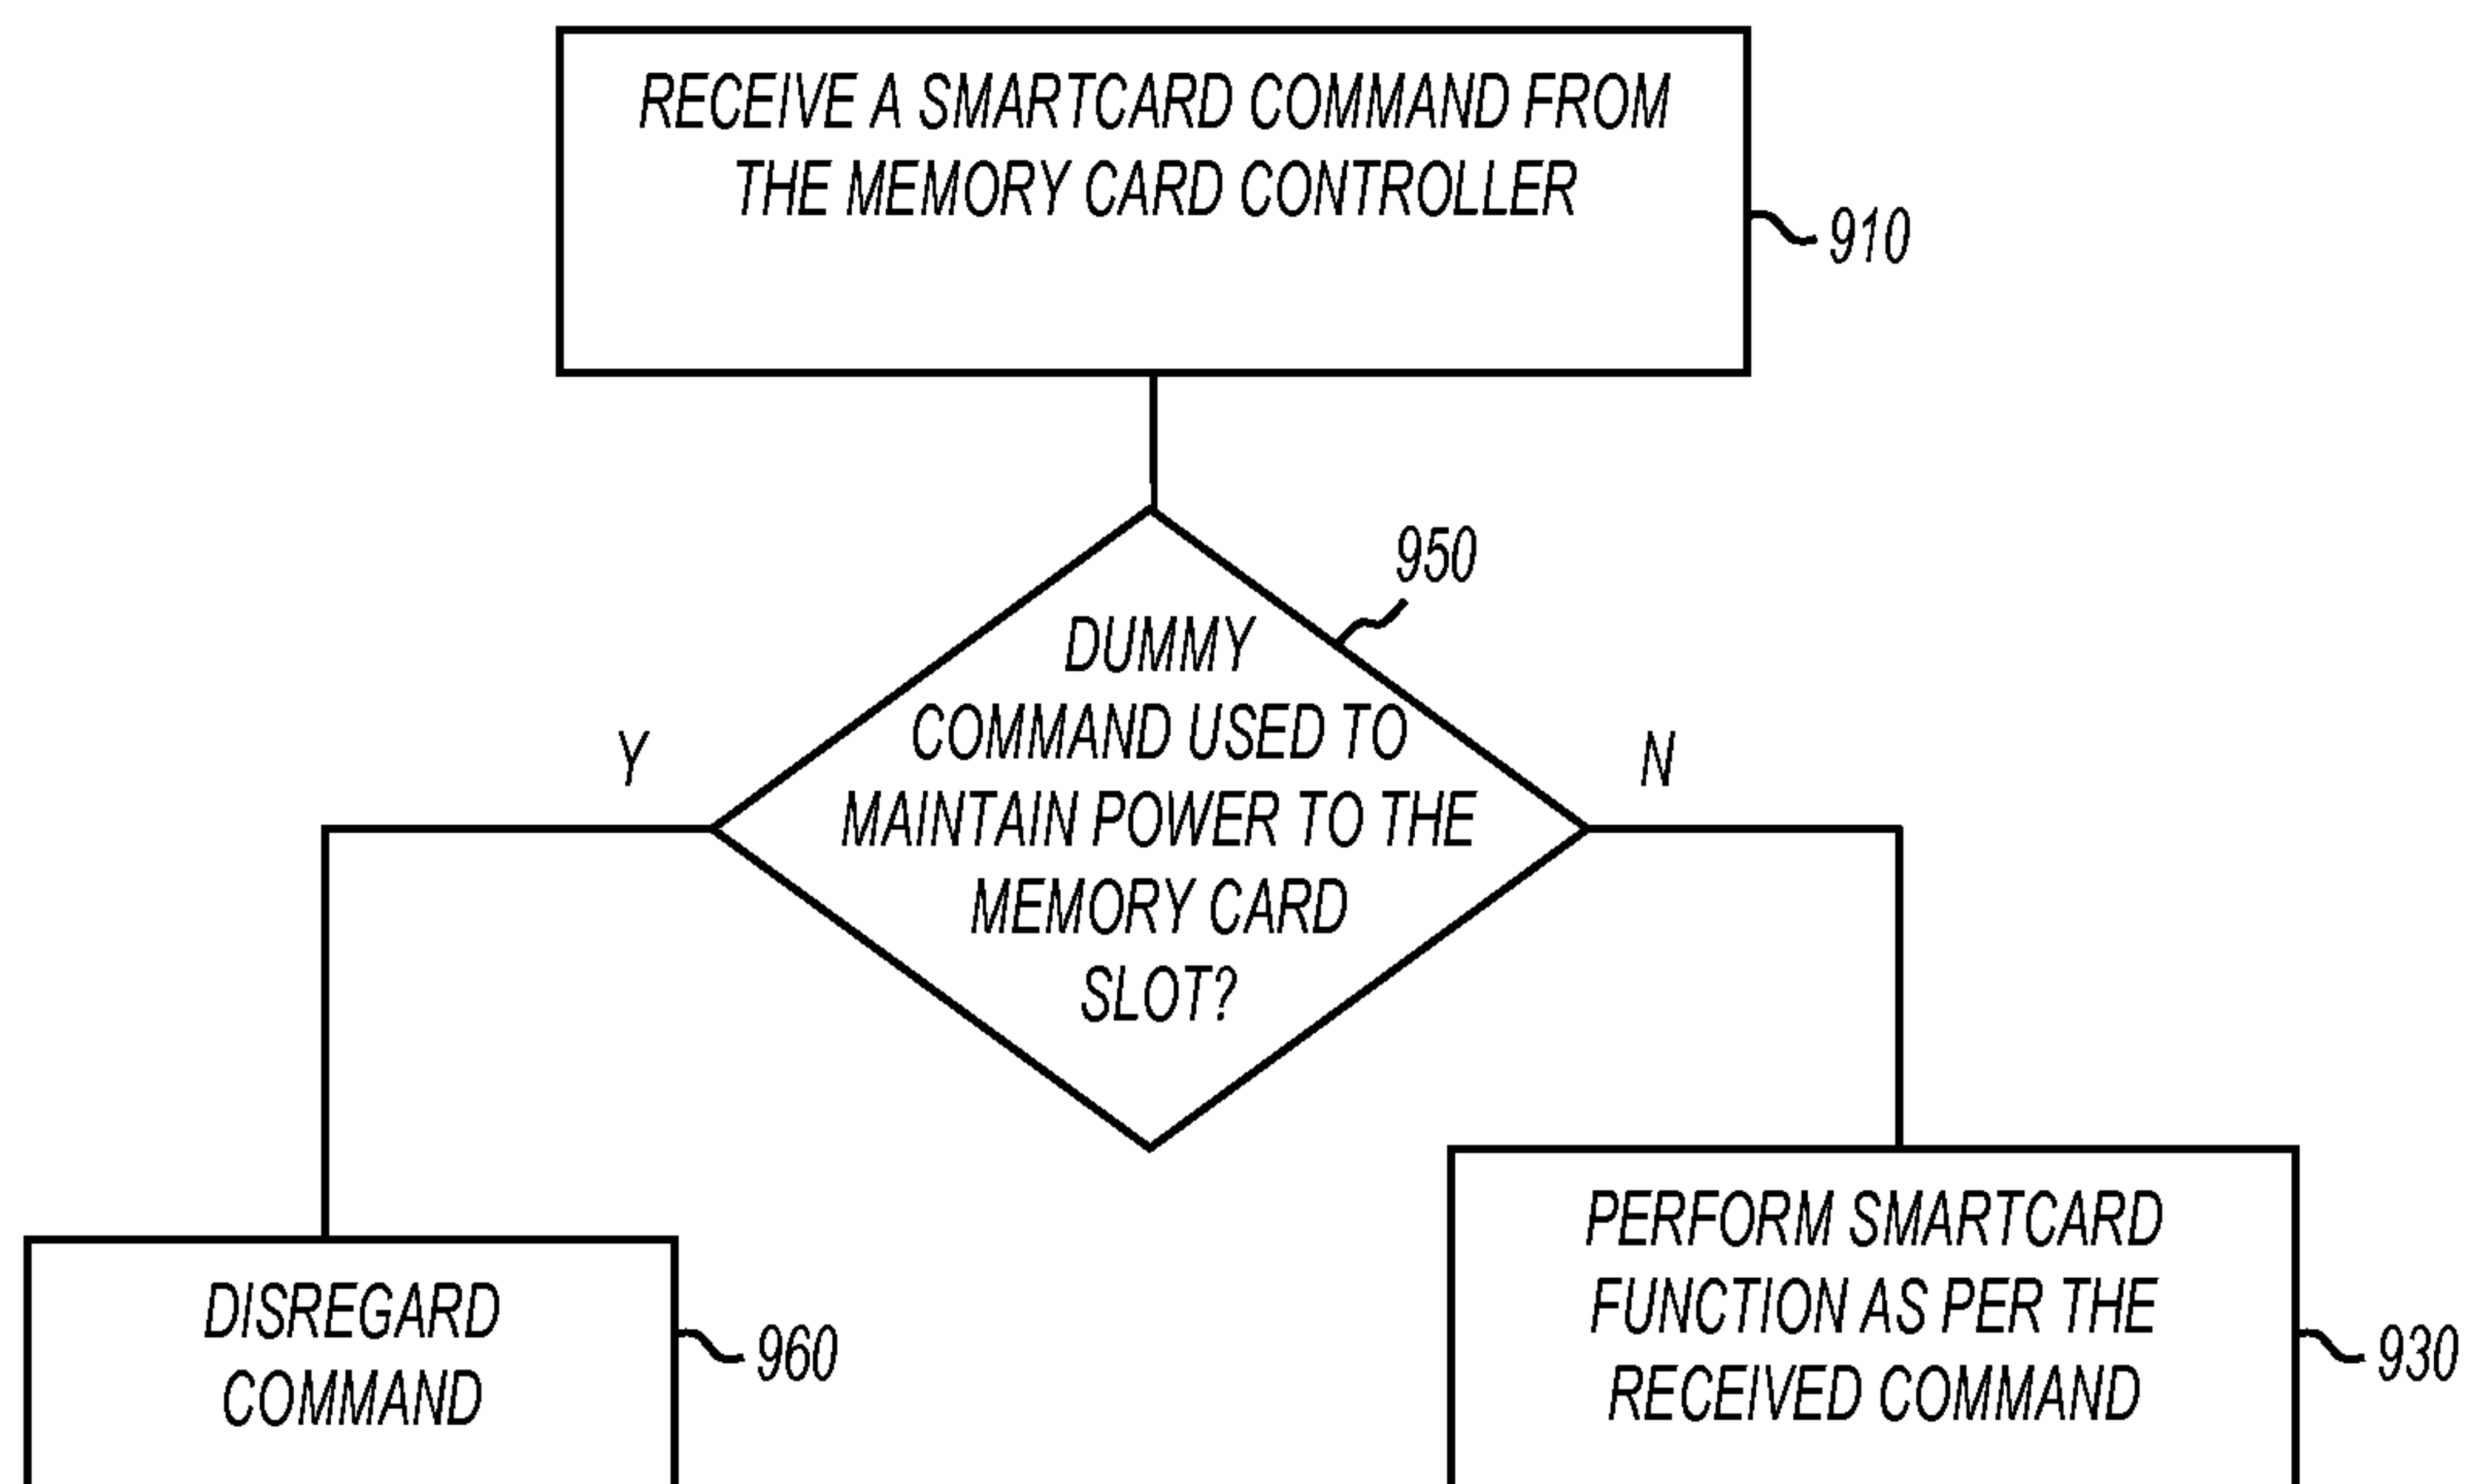 RECEIVE A SMARTCARD COMMAND FROM
THE MEMORY CARD CONTROLLER
910
950
DUMMY
COMMAND USED TO
MAINTAIN POWER TO THE
MEMORY CARD
SLOT?
Y
N
DISREGARD
COMMAND
960
PERFORM SMARTCARD
FUNCTION AS PER THE
RECEIVED COMMAND
930